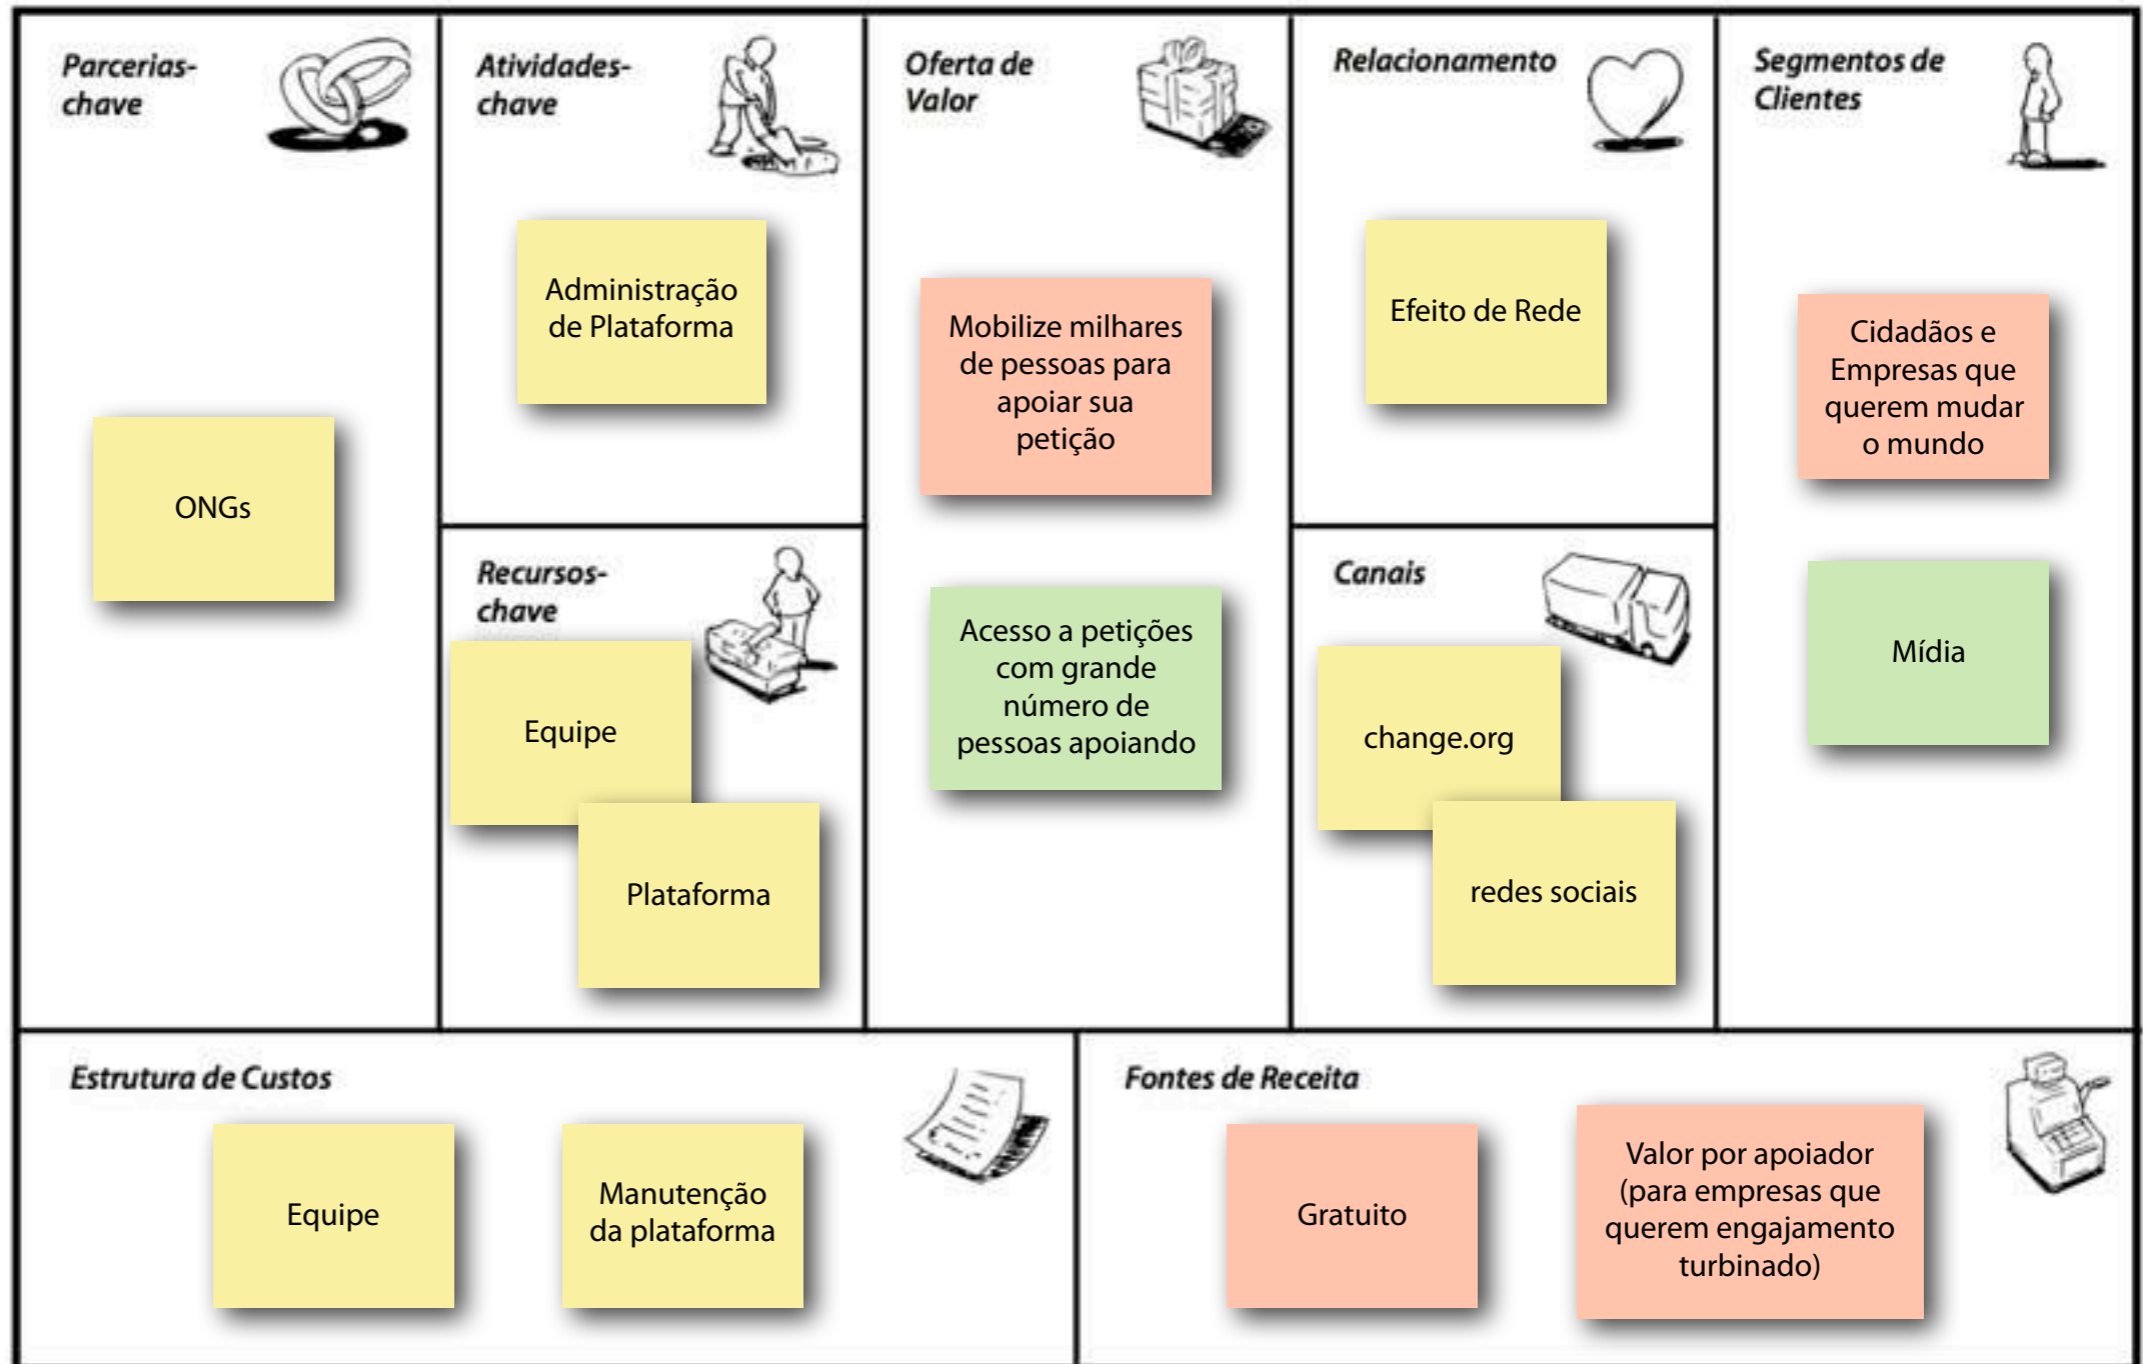 Parcerias-
chave
ONGs
Atividades-
chave
Administração
de Plataforma
Recursos-
chave
Equipe
Plataforma
Oferta de
Valor
Mobilize milhares
de pessoas para
apoiar sua
petição
Acesso a petições
com grande
número de
pessoas apoiando
Relacionamento
Efeito de Rede
Canais
change.org
redes sociais
Segmentos de
Clientes
Cidadãos e
Empresas que
querem mudar
o mundo
Mídia
Estrutura de Custos
Equipe
Manutenção
da plataforma
Fontes de Receita
Gratuito
Valor por apoiador
(para empresas que
querem engajamento
turbinado)